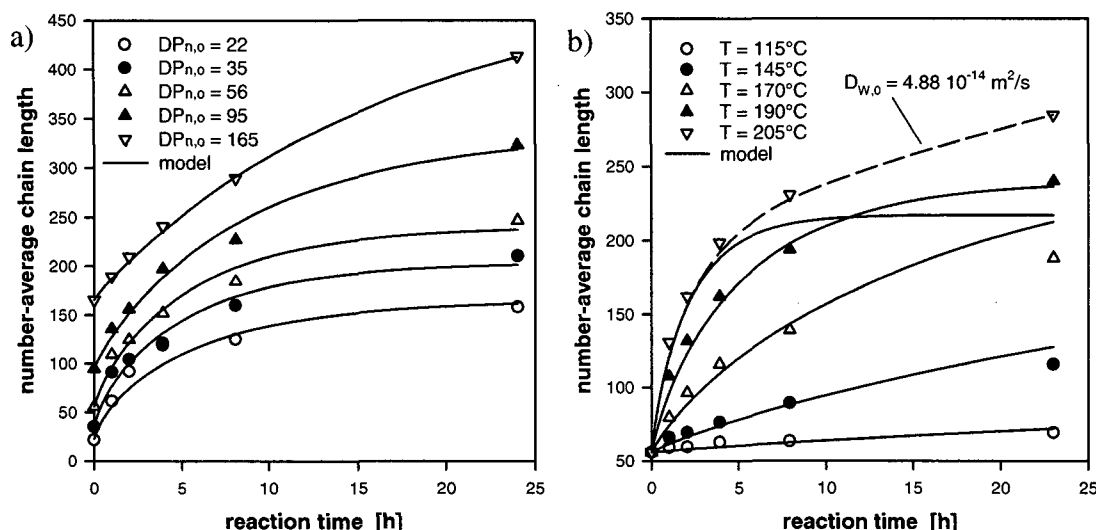 a)
DPn,o = 22
DPn,o = 35
DPn,o = 56
DPn,o = 95
DPn,o = 165
model
450
400
350
300
250
200
150
100
50
0
number-average chain length
0 5 10 15 20 25
reaction time [h]
b)
T = 115°C
T = 145°C
T = 170°C
T = 190°C
T = 205°C
model
D_W,o = 4.88 10^-14 m²/s
350
300
250
200
150
100
50
number-average chain length
0 5 10 15 20 25
reaction time [h]